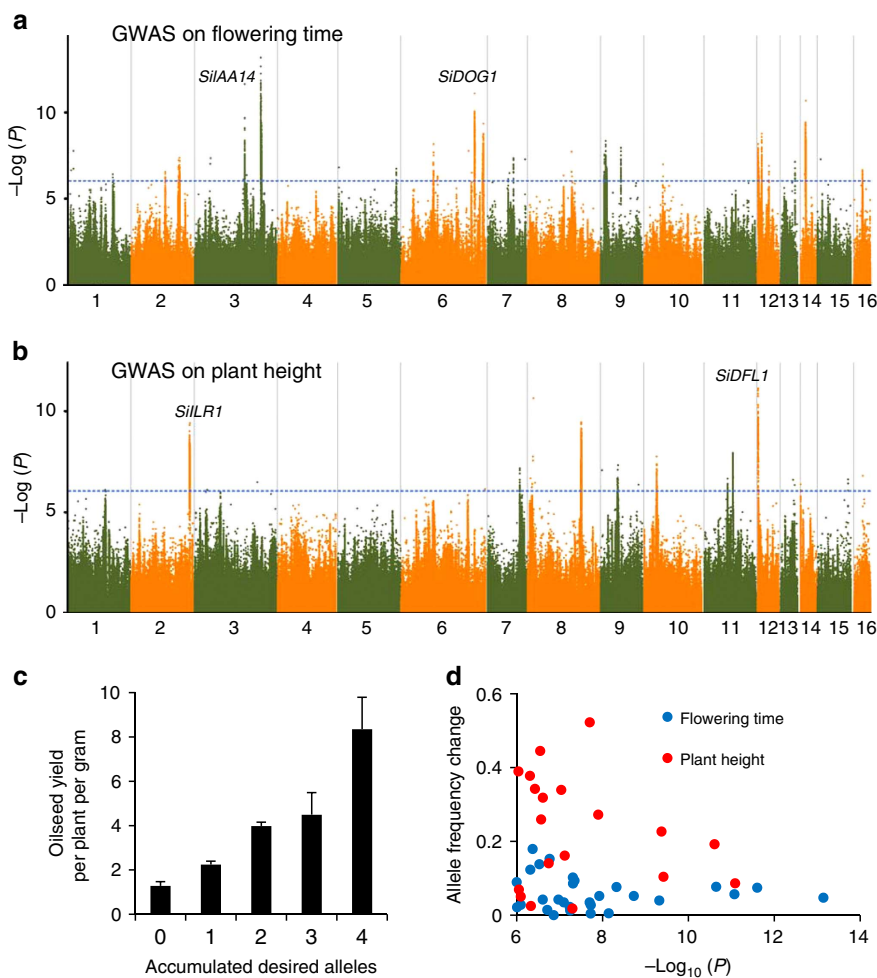 a
GWAS on flowering time
SiIAA14
SiDOG1
–Log (P)
10
5
0
1 2 3 4 5 6 7 8 9 10 11 12 13 14 15 16
b
GWAS on plant height
SiILR1
SiDFL1
–Log (P)
10
5
0
1 2 3 4 5 6 7 8 9 10 11 12 13 14 15 16
c
Oilseed yield
per plant per gram
10
8
6
4
2
0
0 1 2 3 4
Accumulated desired alleles
d
Allele frequency change
0.6
0.4
0.2
0
Flowering time
Plant height
6 8 10 12 14
–Log10 (P)